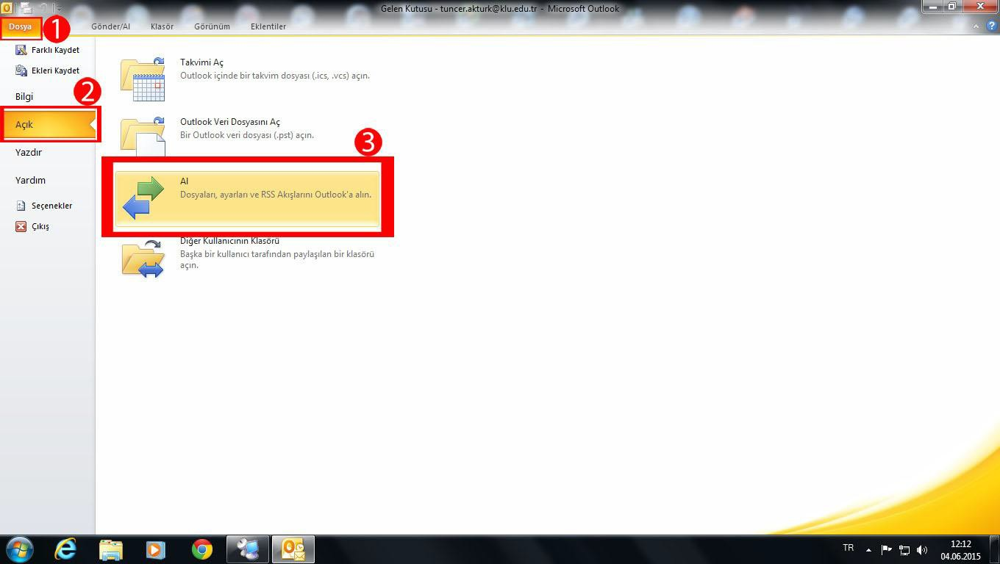 Gelen Kutusu - tuncer.akturk@klu.edu.tr - Microsoft Outlook
Dosya
1
Gönder/Al
Klasör
Görünüm
Eklentiler
Farklı Kaydet
Ekleri Kaydet
Bilgi
2
Açık
Yazdır
Yardım
Seçenekler
Çıkış
Takvimi Aç
Outlook içinde bir takvim dosyası (.ics, .vcs) açın.
Outlook Veri Dosyasını Aç
Bir Outlook veri dosyası (.pst) açın.
3
Al
Dosyaları, ayarları ve RSS Akışlarını Outlook'a alın.
Diğer Kullanıcının Klasörü
Başka bir kullanıcı tarafından paylaşılan bir klasörü
açın.
TR
12:12
04.06.2015